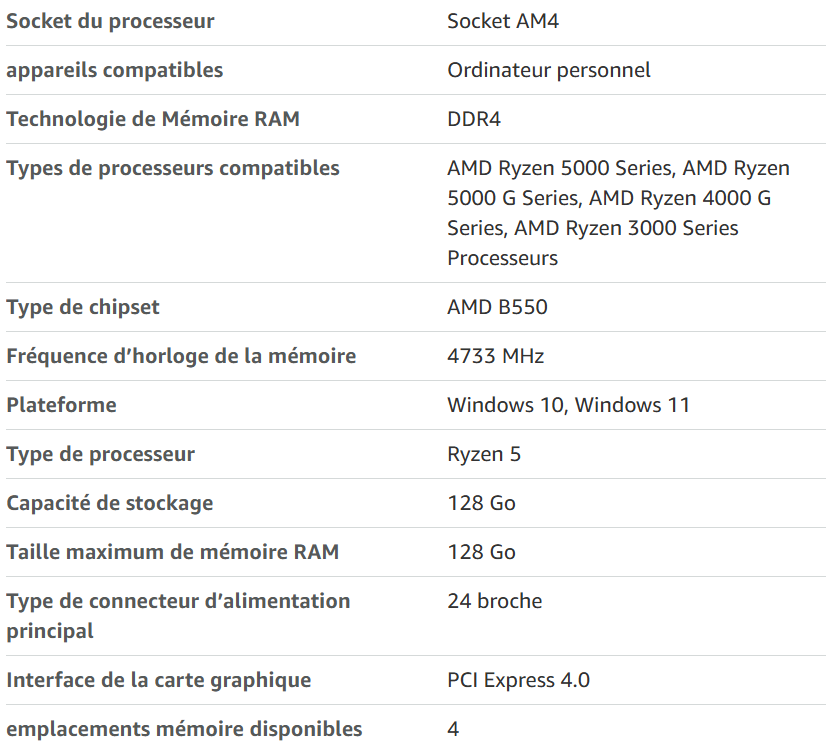 Socket du processeur Socket AM4
appareils compatibles Ordinateur personnel
Technologie de Mémoire RAM DDR4
Types de processeurs compatibles AMD Ryzen 5000 Series, AMD Ryzen
5000 G Series, AMD Ryzen 4000 G
Series, AMD Ryzen 3000 Series
Processeurs
Type de chipset AMD B550
Fréquence d’horloge de la mémoire 4733 MHz
Plateforme Windows 10, Windows 11
Type de processeur Ryzen 5
Capacité de stockage 128 Go
Taille maximum de mémoire RAM 128 Go
Type de connecteur d’alimentation 24 broche
principal
Interface de la carte graphique PCI Express 4.0
emplacements mémoire disponibles 4